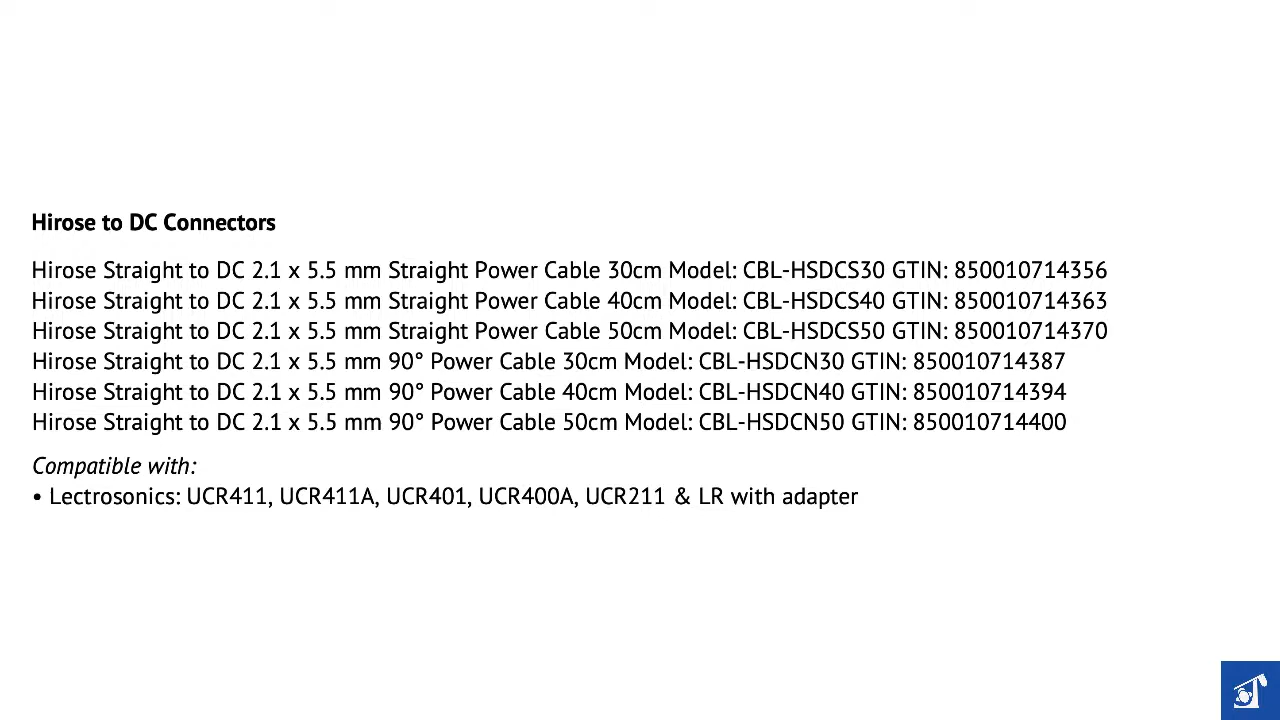 Hirose to DC Connectors
Hirose Straight to DC 2.1 x 5.5 mm Straight Power Cable 30cm Model: CBL-HSDCS30 GTIN: 850010714356
Hirose Straight to DC 2.1 x 5.5 mm Straight Power Cable 40cm Model: CBL-HSDCS40 GTIN: 850010714363
Hirose Straight to DC 2.1 x 5.5 mm Straight Power Cable 50cm Model: CBL-HSDCS50 GTIN: 850010714370
Hirose Straight to DC 2.1 x 5.5 mm 90° Power Cable 30cm Model: CBL-HSDCN30 GTIN: 850010714387
Hirose Straight to DC 2.1 x 5.5 mm 90° Power Cable 40cm Model: CBL-HSDCN40 GTIN: 850010714394
Hirose Straight to DC 2.1 x 5.5 mm 90° Power Cable 50cm Model: CBL-HSDCN50 GTIN: 850010714400
Compatible with:
• Lectrosonics: UCR411, UCR411A, UCR401, UCR400A, UCR211 & LR with adapter